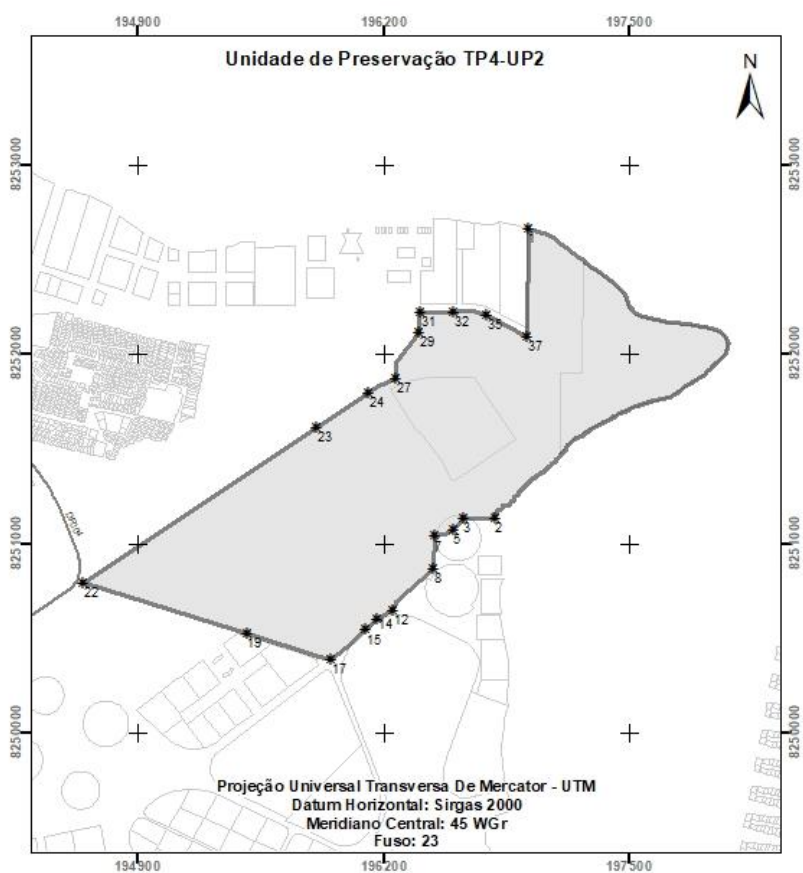 194900 196200 197500
Unidade de Preservação TP4-UP2
N
8253000 8253000
1
31 32 35
29 37
8252000 8252000
27
24
23
3 2
5
7
8251000 8251000
DF004
8
22
12
14
15
19
17
8250000 8250000
Projeção Universal Transversa De Mercator - UTM
Datum Horizontal: Sirgas 2000
Meridiano Central: 45 WGr
Fuso: 23
194900 196200 197500